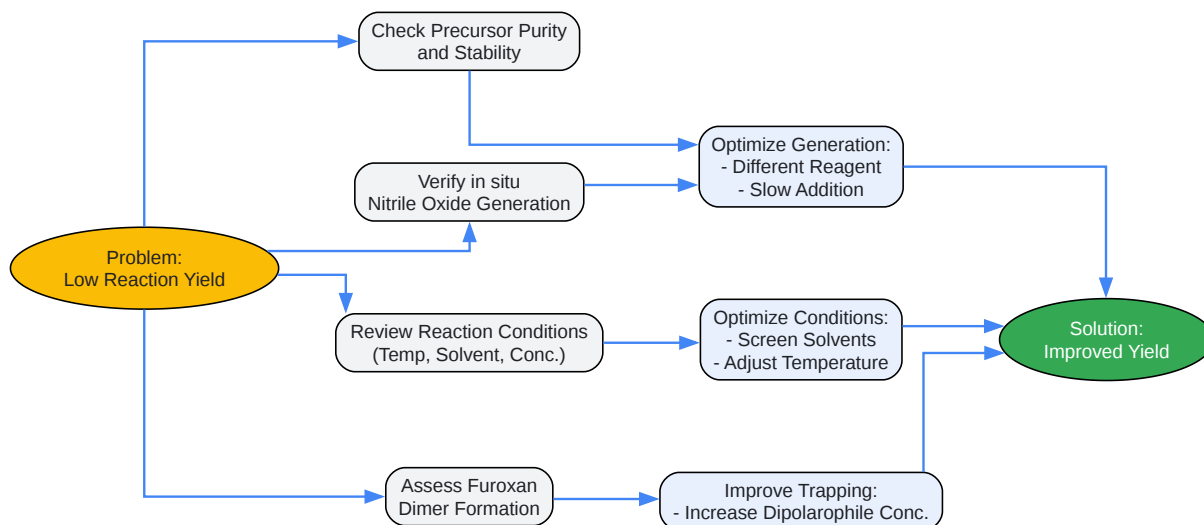 Check Precursor Purity
and Stability
Optimize Generation:
- Different Reagent
- Slow Addition
Verify in situ
Nitrile Oxide Generation
Problem:
Low Reaction Yield
Review Reaction Conditions
(Temp, Solvent, Conc.)
Optimize Conditions:
- Screen Solvents
- Adjust Temperature
Solution:
Improved Yield
Assess Furoxan
Dimer Formation
Improve Trapping:
- Increase Dipolarophile Conc.